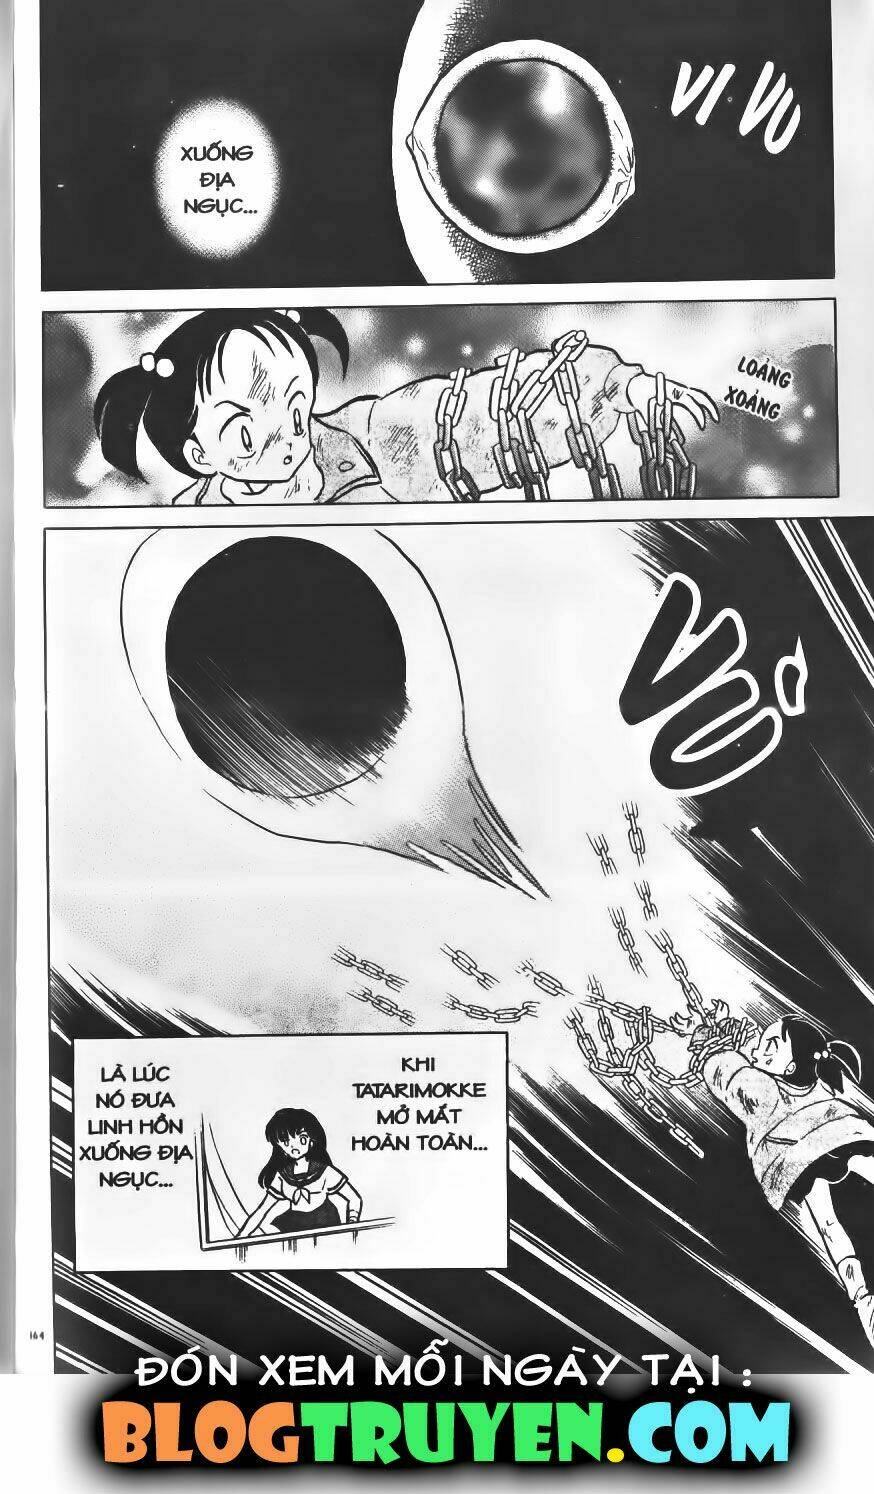 VI VU
XUỐNG
ĐỊA
NGỤC...
LOẢNG
XOẢNG
VÚ
KHI
TATARIMOKKE
MỞ MẮT
HOÀN TOÀN...
LÀ LÚC
NÓ ĐƯA
LINH HỒN
XUỐNG ĐỊA
NGỤC...
164
ĐÓN XEM MỖI NGÀY TẠI :
BLOGTRUYEN.COM